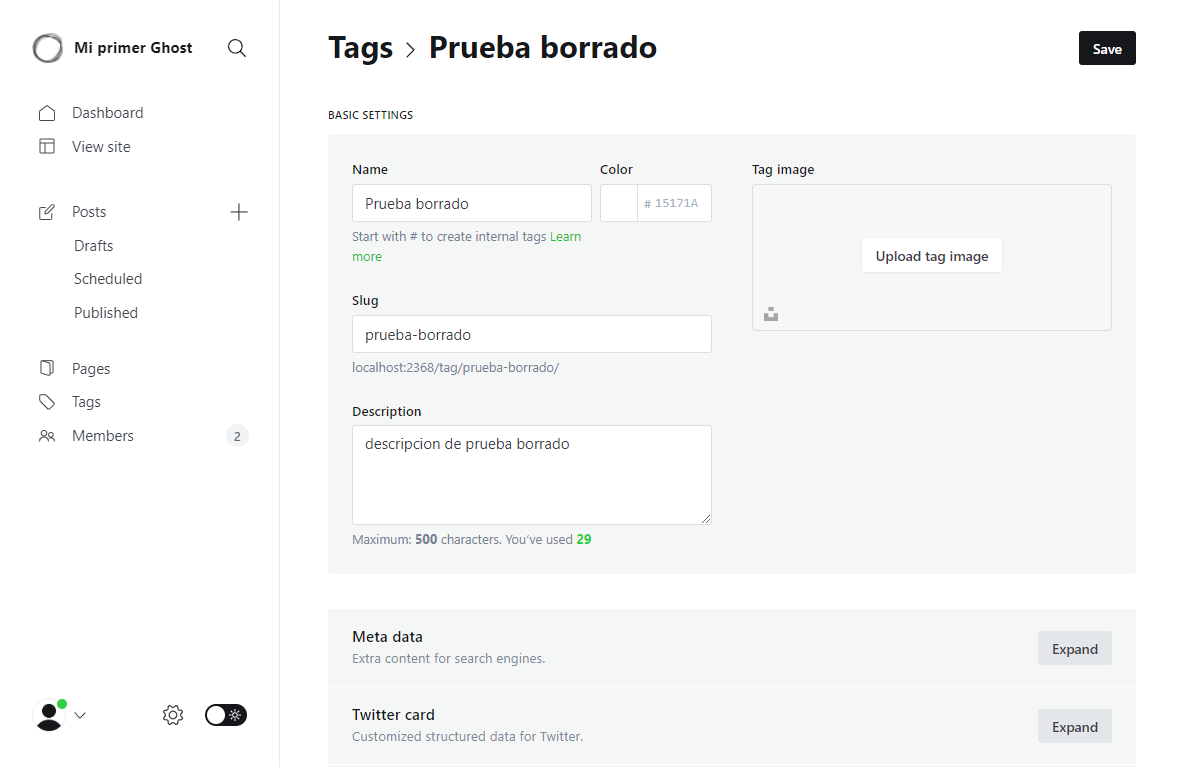 Mi primer Ghost
Dashboard
View site
Posts
Drafts
Scheduled
Published
Pages
Tags
Members 2
Tags > Prueba borrado
Save
BASIC SETTINGS
Name
Prueba borrado
Start with # to create internal tags Learn
more
Color
# 15171A
Slug
prueba-borrado
localhost:2368/tag/prueba-borrado/
Description
descripcion de prueba borrado
Maximum: 500 characters. You’ve used 29
Tag image
Upload tag image
Meta data
Extra content for search engines.
Expand
Twitter card
Customized structured data for Twitter.
Expand